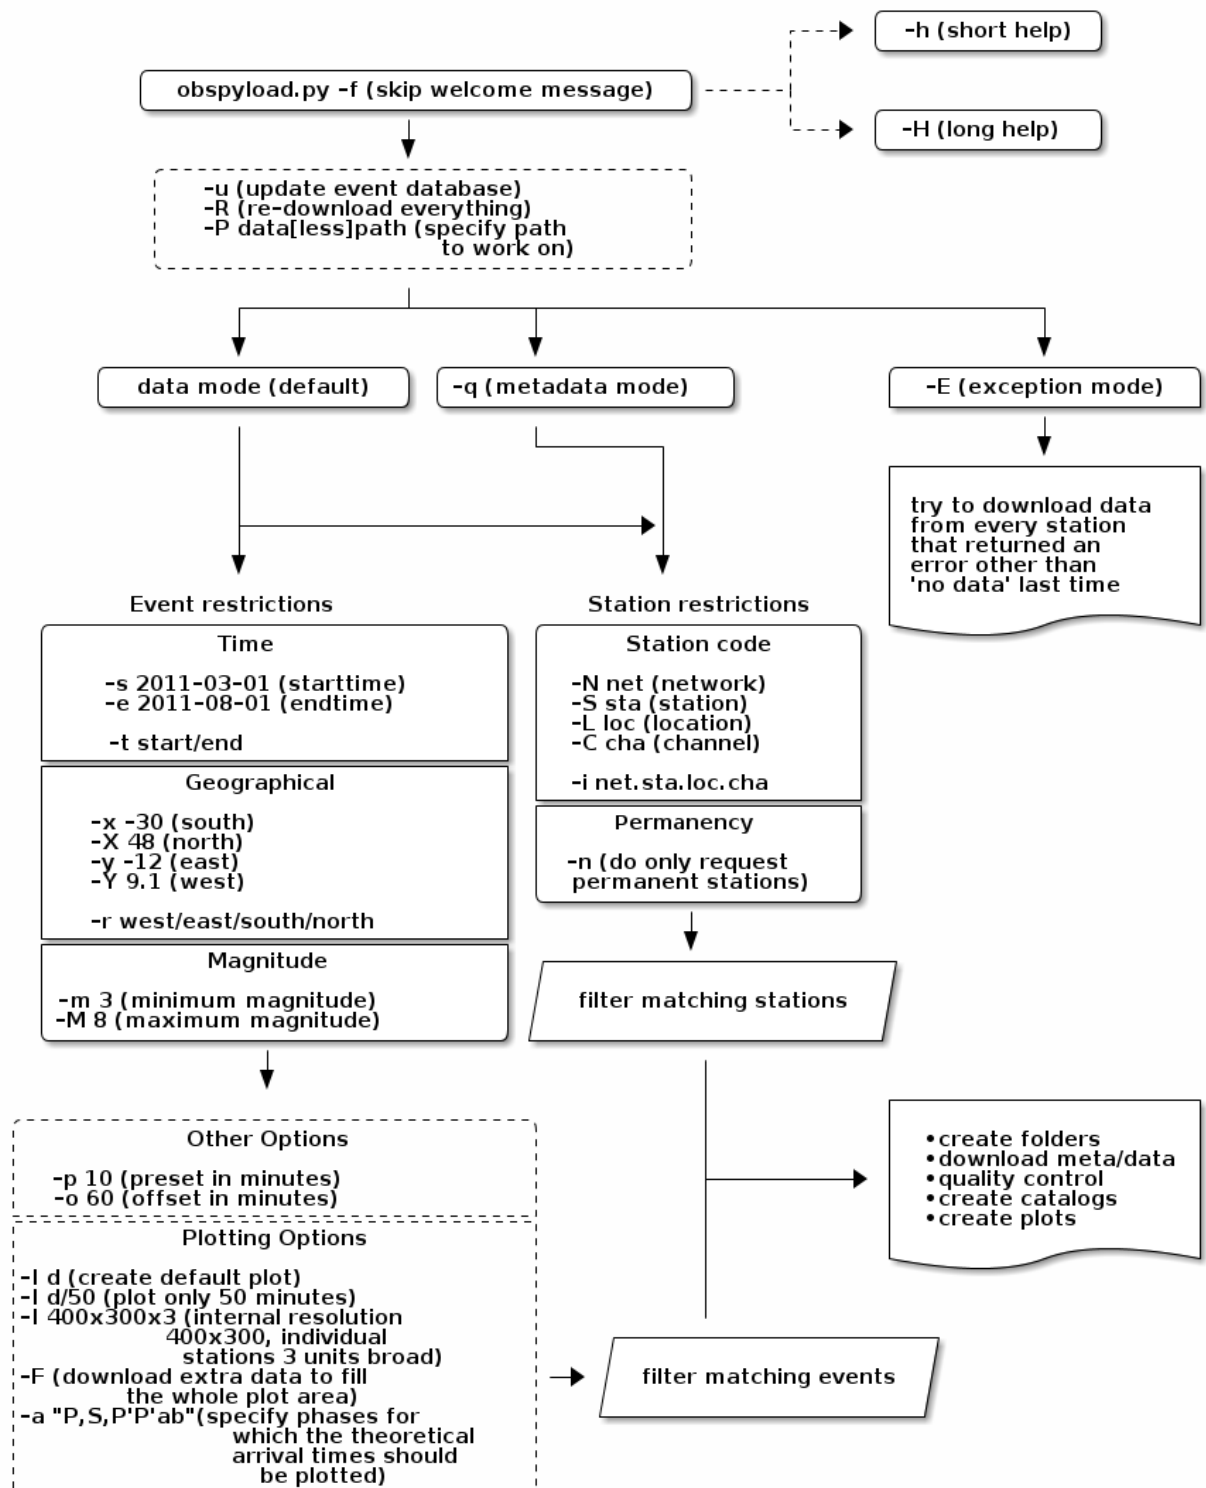 -h (short help)
obspyload.py -f (skip welcome message)
-H (long help)
-u (update event database)
-R (re-download everything)
-P data[less]path (specify path
to work on)
data mode (default)
-q (metadata mode)
-E (exception mode)
try to download data
from every station
that returned an
error other than
'no data' last time
Event restrictions
Time
-s 2011-03-01 (starttime)
-e 2011-08-01 (endtime)
-t start/end
Geographical
-x -30 (south)
-X 48 (north)
-y -12 (east)
-Y 9.1 (west)
-r west/east/south/north
Magnitude
-m 3 (minimum magnitude)
-M 8 (maximum magnitude)
Station restrictions
Station code
-N net (network)
-S sta (station)
-L loc (location)
-C cha (channel)
-i net.sta.loc.cha
Permanency
-n (do only request
permanent stations)
filter matching stations
Other Options
-p 10 (preset in minutes)
-o 60 (offset in minutes)
Plotting Options
-I d (create default plot)
-I d/50 (plot only 50 minutes)
-I 400x300x3 (internal resolution
400x300, individual
stations 3 units broad)
-F (download extra data to fill
the whole plot area)
-a "P,S,P'P'ab"(specify phases for
which the theoretical
arrival times should
be plotted)
•create folders
•download meta/data
•quality control
•create catalogs
•create plots
filter matching events